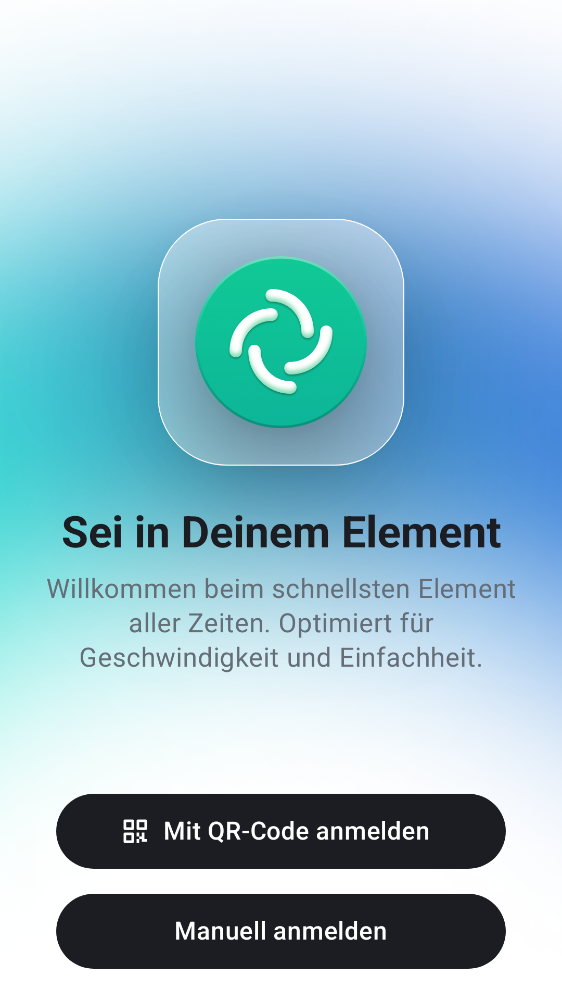 Sei in Deinem Element
Willkommen beim schnellsten Element
aller Zeiten. Optimiert für
Geschwindigkeit und Einfachheit.
Mit QR-Code anmelden
Manuell anmelden